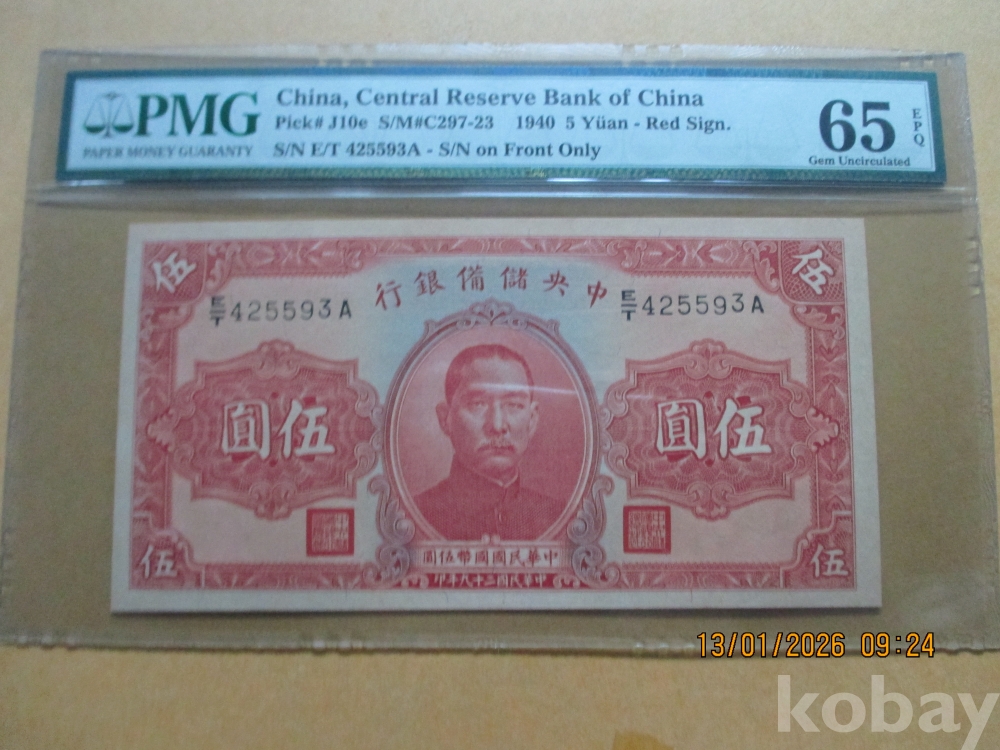 PMG
PAPER MONEY GUARANTY
China, Central Reserve Bank of China
Pick# J10e S/M#C297-23 1940 5 Yüan - Red Sign.
S/N E/T 425593A - S/N on Front Only
65
EPQ
Gem Uncirculated
伍
伍
行銀備儲央中
E/T 425593A
E/T 425593A
圓伍
圓伍
圓伍幣國國民華中
印年九十二國民華中
伍
伍
13/01/2026 09:24
kobay